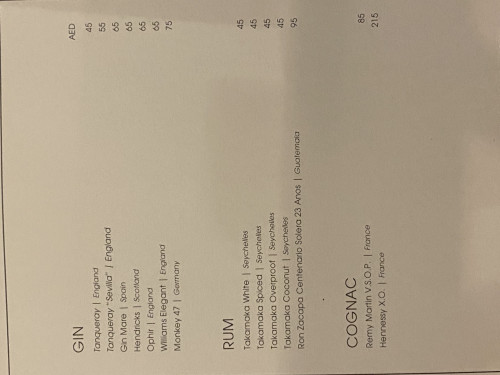 AED
GIN
Tanqueray | England 45
Tanqueray "Sevilla" | England 55
Gin Mare | Spain 65
Hendricks | Scotland 65
Ophir | England 65
Williams Elegant | England 65
Monkey 47 | Germany 75
RUM
Takamaka White | Seychelles 45
Takamaka Spiced | Seychelles 45
Takamaka Overproof | Seychelles 45
Takamaka Coconut | Seychelles 45
Ron Zacapa Centenario Solera 23 Anos | Guatemala 95
COGNAC
Remy Martin V.S.O.P. | France 85
Hennessy X.O. | France 215